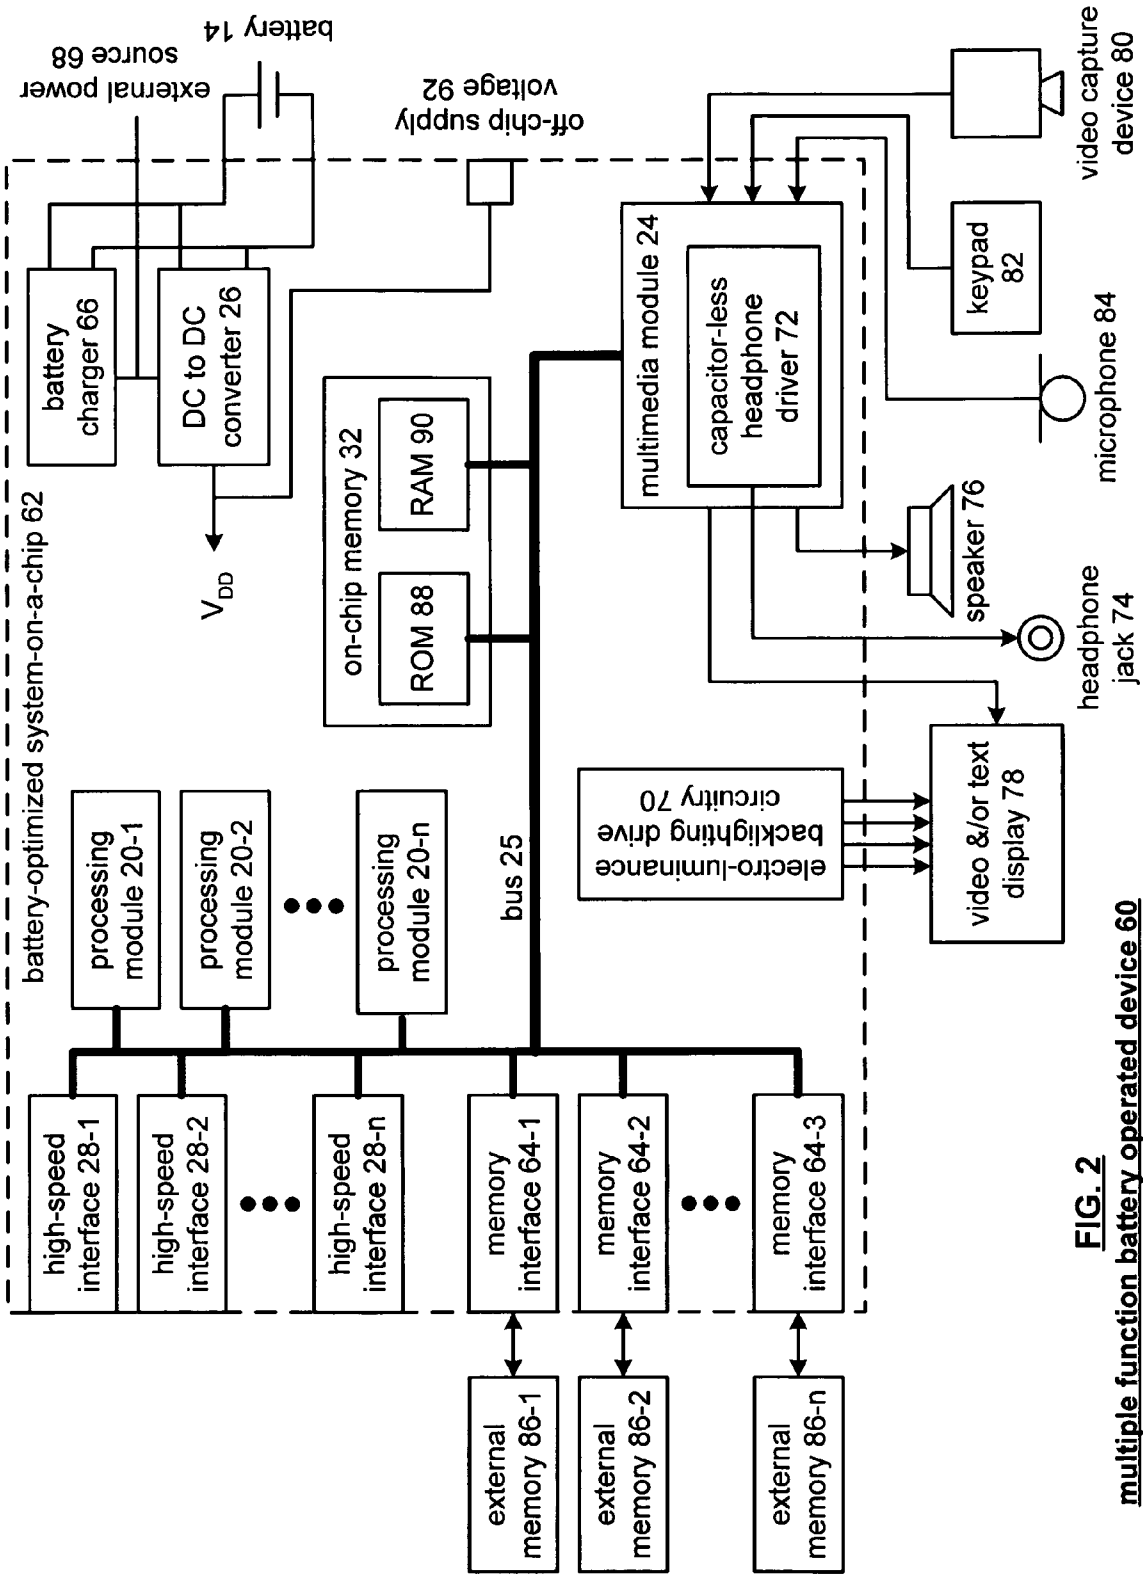 battery-optimized system-on-a-chip 62
high-speed
interface 28-1
high-speed
interface 28-2
high-speed
interface 28-n
memory
interface 64-1
memory
interface 64-2
memory
interface 64-3
external
memory 86-1
external
memory 86-2
external
memory 86-n
processing
module 20-1
processing
module 20-2
processing
module 20-n
bus 25
battery
charger 66
DC to DC
converter 26
VDD
external power
source 68
battery 14
off-chip supply
voltage 92
on-chip memory 32
ROM 88
RAM 90
electro-luminance
backlighting drive
circuitry 70
multimedia module 24
capacitor-less
headphone
driver 72
video &/or text
display 78
headphone
jack 74
speaker 76
microphone 84
keypad
82
video capture
device 80
FIG. 2
multiple function battery operated device 60